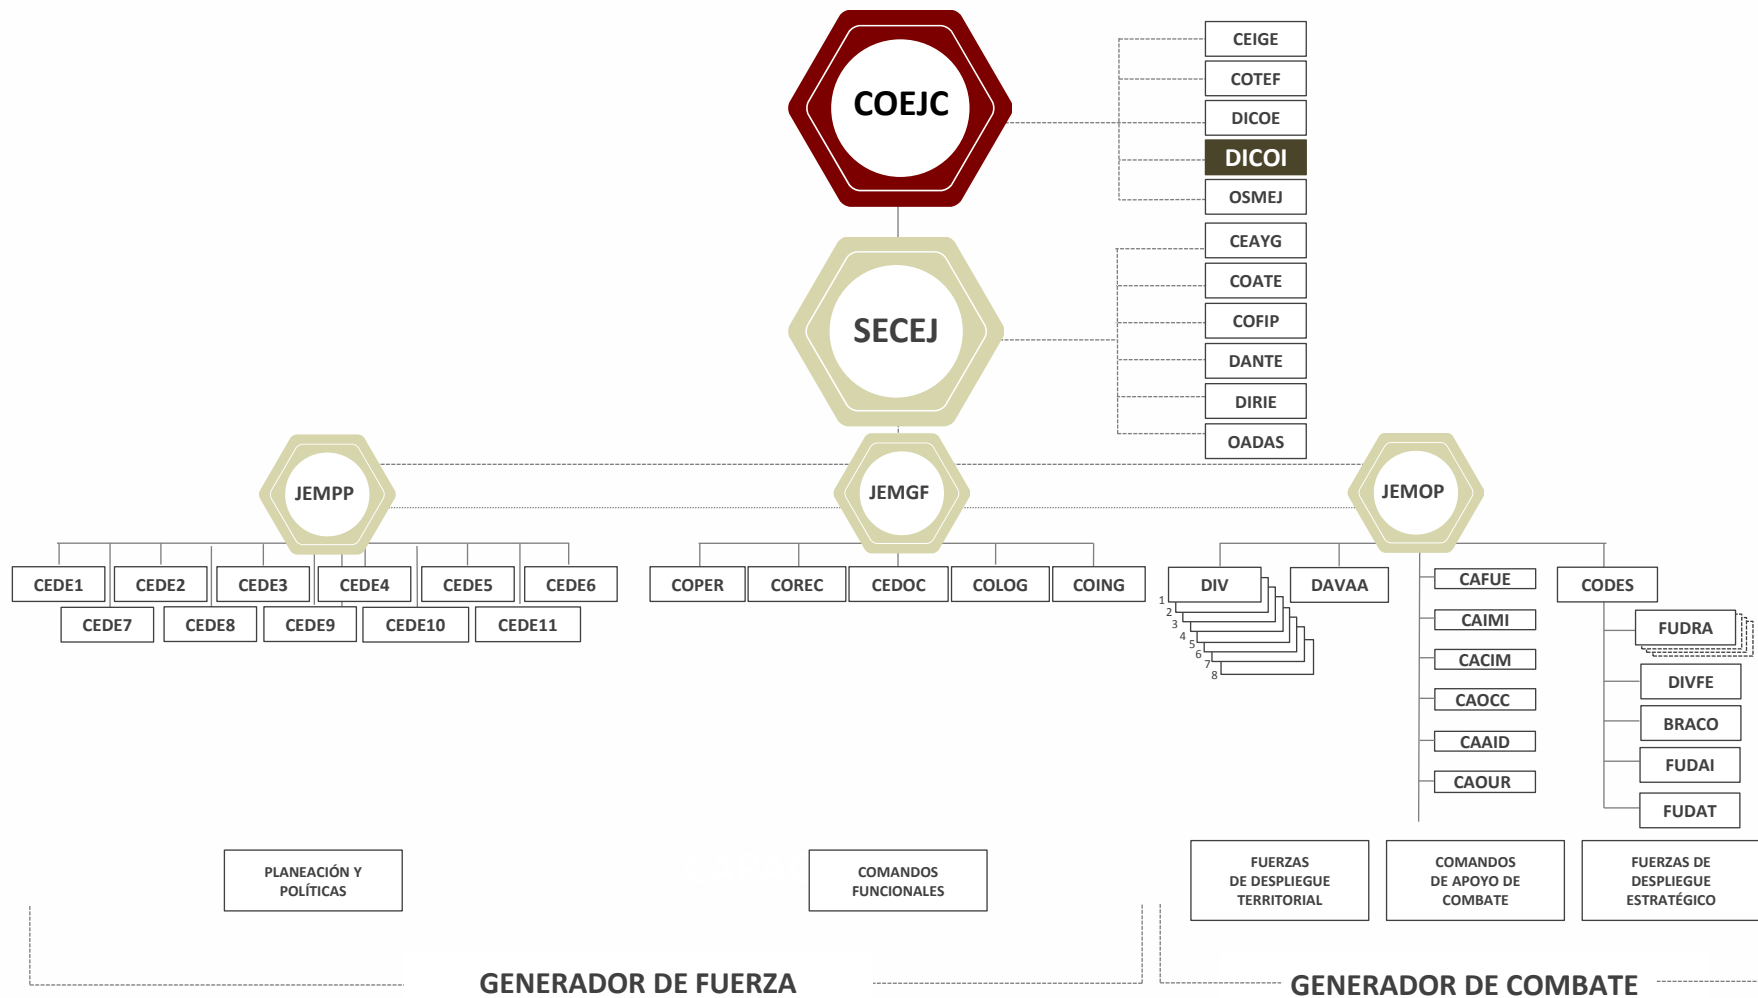 COEJC
CEIGE
COTEF
DICOE
DICOI
OSMEJ
SECEJ
CEAYG
COATE
COFIP
DANTE
DIRIE
OADAS
JEMPP
JEMGF
JEMOP
CEDE1
CEDE2
CEDE3
CEDE4
CEDE5
CEDE6
CEDE7
CEDE8
CEDE9
CEDE10
CEDE11
COPER
COREC
CEDOC
COLOG
COING
DIV
1
2
3
4
5
6
7
8
DAVAA
CAFUE
CAIMI
CACIM
CAOCC
CAAID
CAOUR
CODES
FUDRA
DIVFE
BRACO
FUDAI
FUDAT
PLANEACIÓN Y
POLÍTICAS
COMANDOS
FUNCIONALES
FUERZAS
DE DESPLIEGUE
TERRITORIAL
COMANDOS
DE APOYO DE
COMBATE
FUERZAS DE
DESPLIEGUE
ESTRATÉGICO
GENERADOR DE FUERZA
GENERADOR DE COMBATE